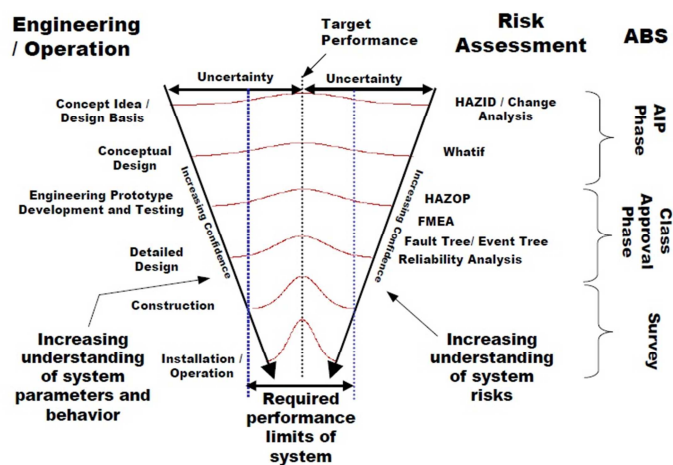 Engineering
/ Operation
Target
Performance
Risk
Assessment
ABS
Uncertainty
Uncertainty
Concept Idea /
Design Basis
HAZID / Change
Analysis
AIP
Phase
Conceptual
Design
Whatif
Engineering Prototype
Development and Testing
Increasing Confidence
Increasing Confidence
HAZOP
FMEA
Fault Tree/ Event Tree
Reliability Analysis
Class
Approval
Phase
Detailed
Design
Construction
Survey
Increasing
understanding
of system
parameters and
behavior
Installation /
Operation
Increasing
understanding
of system
risks
Required
performance
limits of
system